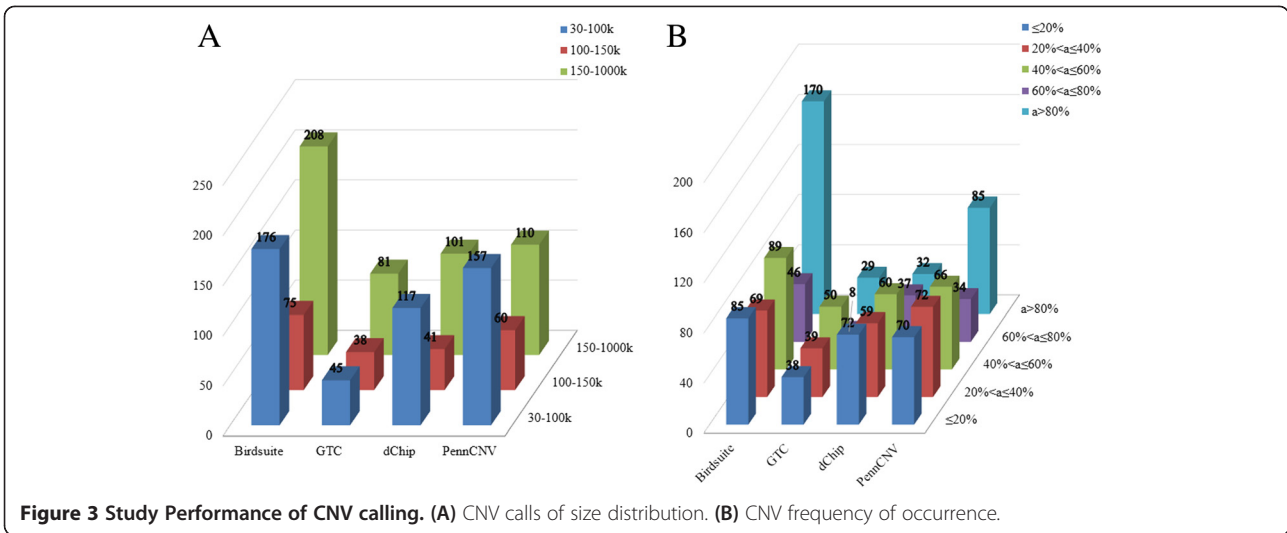 A
30-100k
100-150k
150-1000k
250
200
150
100
50
0
176
75
208
45
38
81
117
41
101
157
60
110
150-1000k
100-150k
30-100k
Birdsuite GTC dChip PennCNV
B
≤20%
20%<a≤40%
40%<a≤60%
60%<a≤80%
a>80%
200
160
120
80
40
0
85
69
89
46
170
38
39
50
8
29
72
59
60
37
32
70
72
66
34
85
a>80%
60%<a≤80%
40%<a≤60%
20%<a≤40%
≤20%
Birdsuite GTC dChip PennCNV
Figure 3 Study Performance of CNV calling. (A) CNV calls of size distribution. (B) CNV frequency of occurrence.